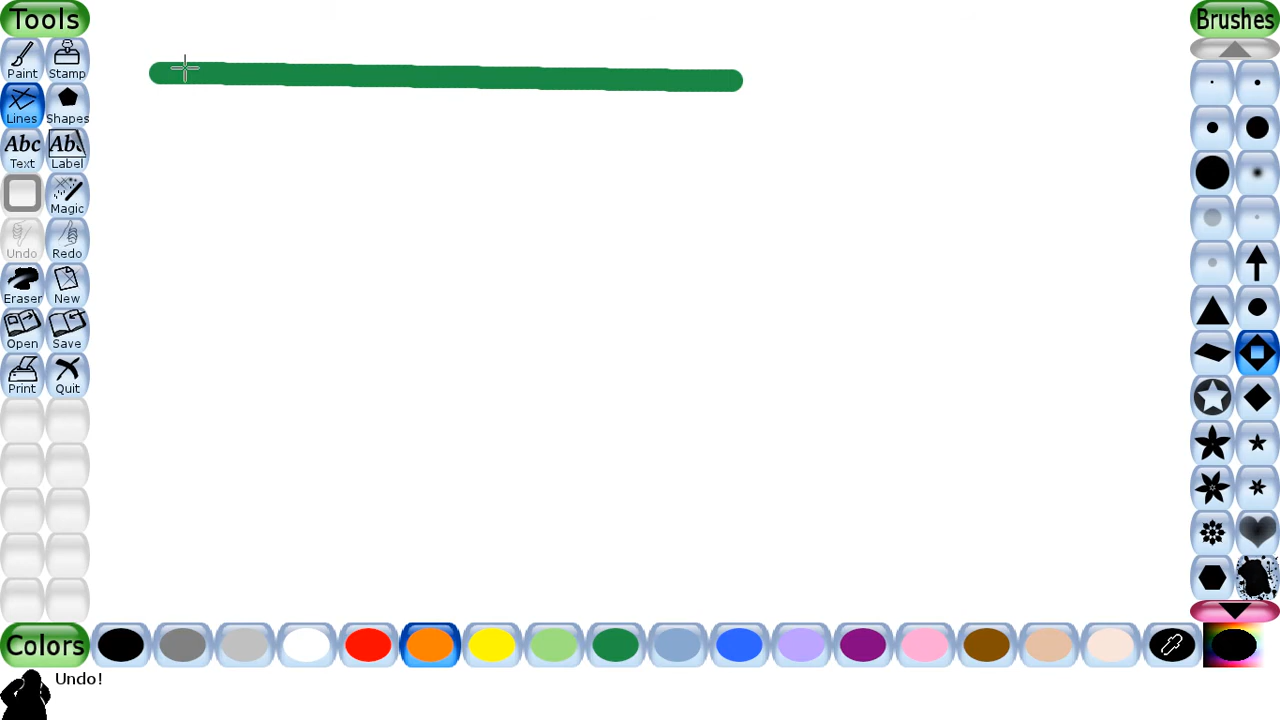 Tools
Brushes
Paint Stamp
Lines Shapes
Abc Abc
Text Label
Magic
Undo Redo
Eraser New
Open Save
Print Quit
Colors
Undo!